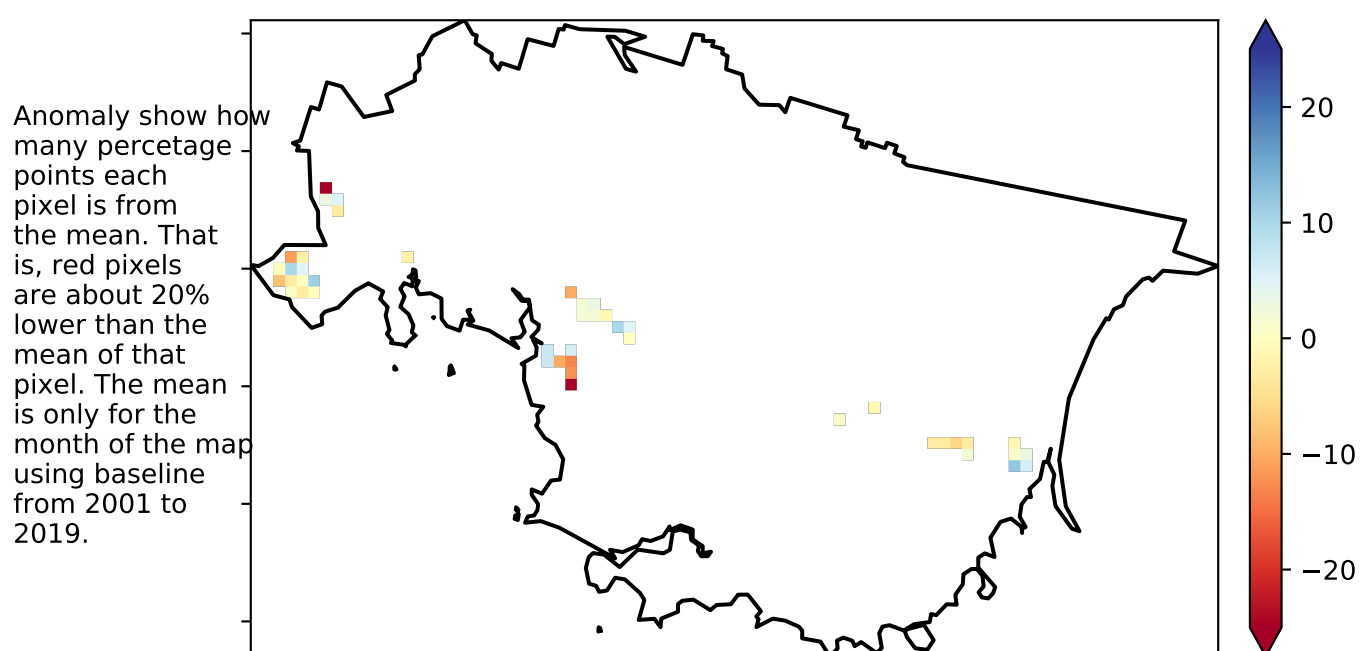 Anomaly show how
many percetage
points each
pixel is from
the mean. That
is, red pixels
are about 20%
lower than the
mean of that
pixel. The mean
is only for the
month of the map
using baseline
from 2001 to
2019.
20
10
0
−10
−20